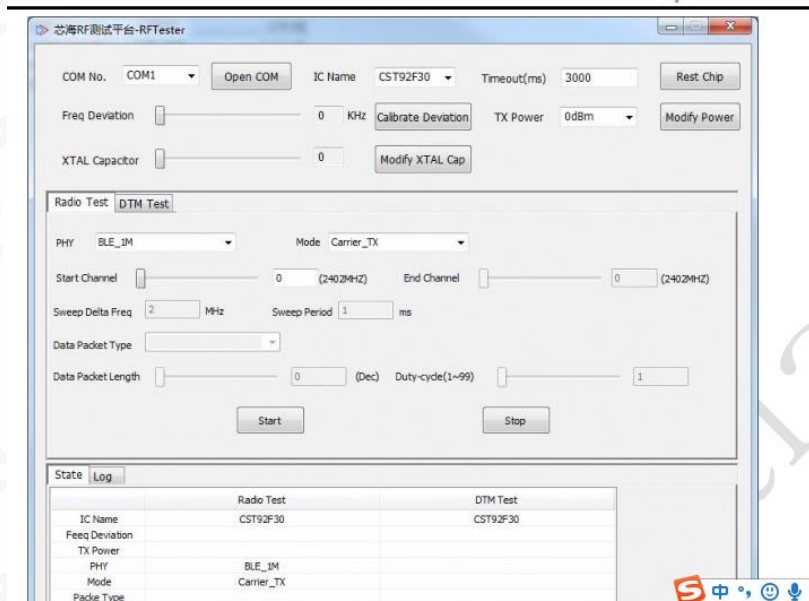 芯海RF测试平台-RFTester
COM No. COM1 Open COM IC Name CST92F30 Timeout(ms) 3000 Rest Chip
Freq Deviation 0 KHz Calibrate Deviation TX Power 0dBm Modify Power
XTAL Capacitor 0 Modify XTAL Cap
Radio Test DTM Test
PHY BLE_1M Mode Carrier_TX
Start Channel 0 (2402MHZ) End Channel 0 (2402MHZ)
Sweep Delta Freq 2 MHz Sweep Period 1 ms
Data Packet Type
Data Packet Length 0 (Dec) Duty-cycle(1~99) 1
Start Stop
State Log
Radio Test DTM Test
IC Name CST92F30 CST92F30
Feeq Deviation
TX Power
PHY BLE_1M
Mode Carrier_TX
Packe Type
中